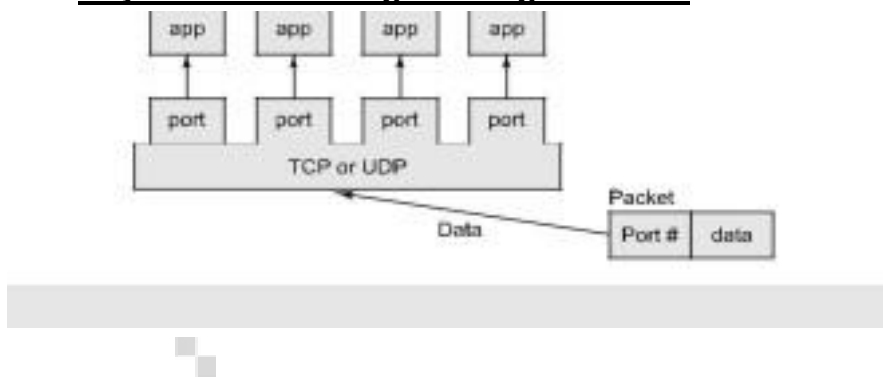 app app app app
port port port port
TCP or UDP
Packet
Data
Port # data